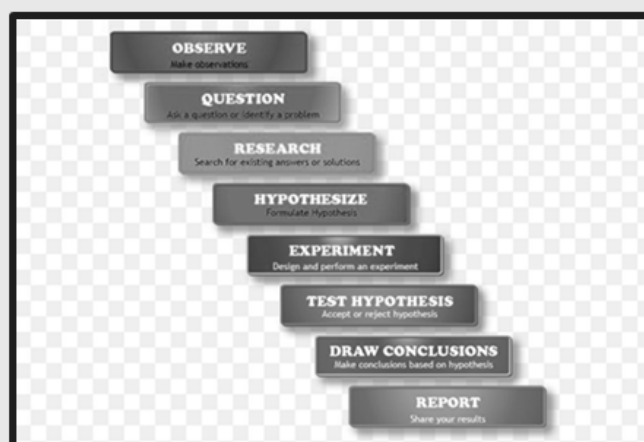 OBSERVE
Make observations
QUESTION
Ask a question or identify a problem
RESEARCH
Search for existing answers or solutions
HYPOTHESIZE
Formulate Hypothesis
EXPERIMENT
Design and perform an experiment
TEST HYPOTHESIS
Accept or reject hypothesis
DRAW CONCLUSIONS
Make conclusions based on hypothesis
REPORT
Share your results